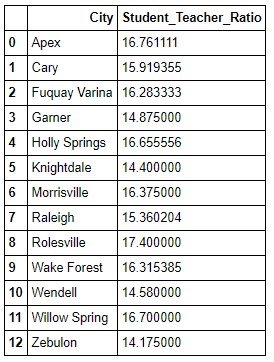 City Student_Teacher_Ratio
0 Apex 16.761111
1 Cary 15.919355
2 Fuquay Varina 16.283333
3 Garner 14.875000
4 Holly Springs 16.655556
5 Knightdale 14.400000
6 Morrisville 16.375000
7 Raleigh 15.360204
8 Rolesville 17.400000
9 Wake Forest 16.315385
10 Wendell 14.580000
11 Willow Spring 16.700000
12 Zebulon 14.175000